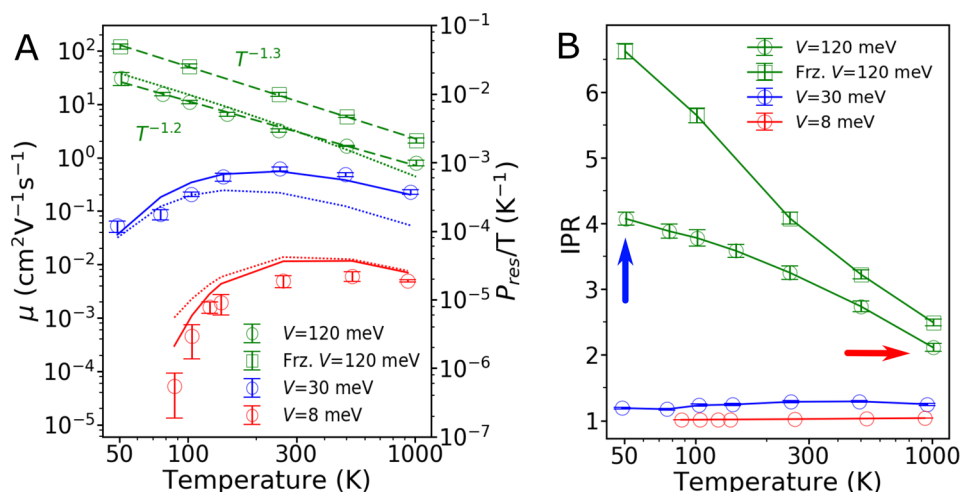 A
μ (cm²V⁻¹s⁻¹)
10²
10¹
10⁰
10⁻¹
10⁻²
10⁻³
10⁻⁴
10⁻⁵
T⁻¹·³
T⁻¹·²
V=120 meV
Frz. V=120 meV
V=30 meV
V=8 meV
50
100
300
1000
Temperature (K)
10⁻¹
10⁻²
10⁻³
10⁻⁴
10⁻⁵
10⁻⁶
10⁻⁷
P_res/T (K⁻¹)
B
IPR
6
5
4
3
2
1
V=120 meV
Frz. V=120 meV
V=30 meV
V=8 meV
50
100
300
1000
Temperature (K)